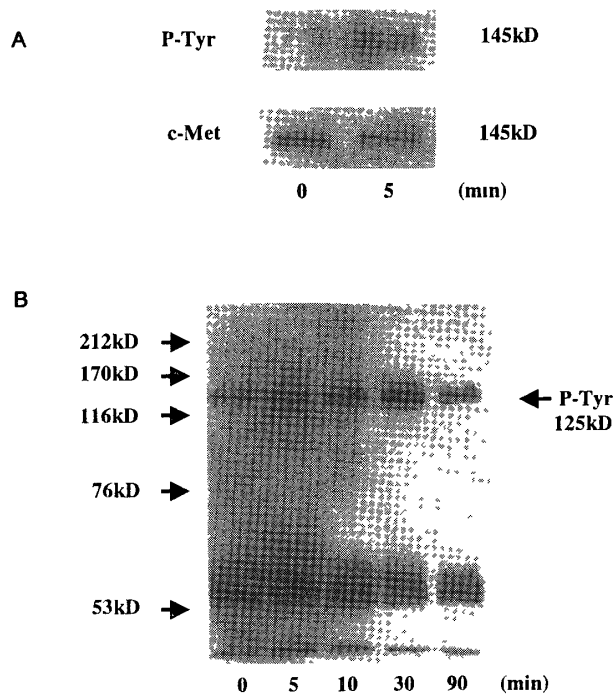 A
P-Tyr 145kD
c-Met 145kD
0 5 (min)
B
212kD
170kD
P-Tyr
116kD
125kD
76kD
53kD
0 5 10 30 90 (min)